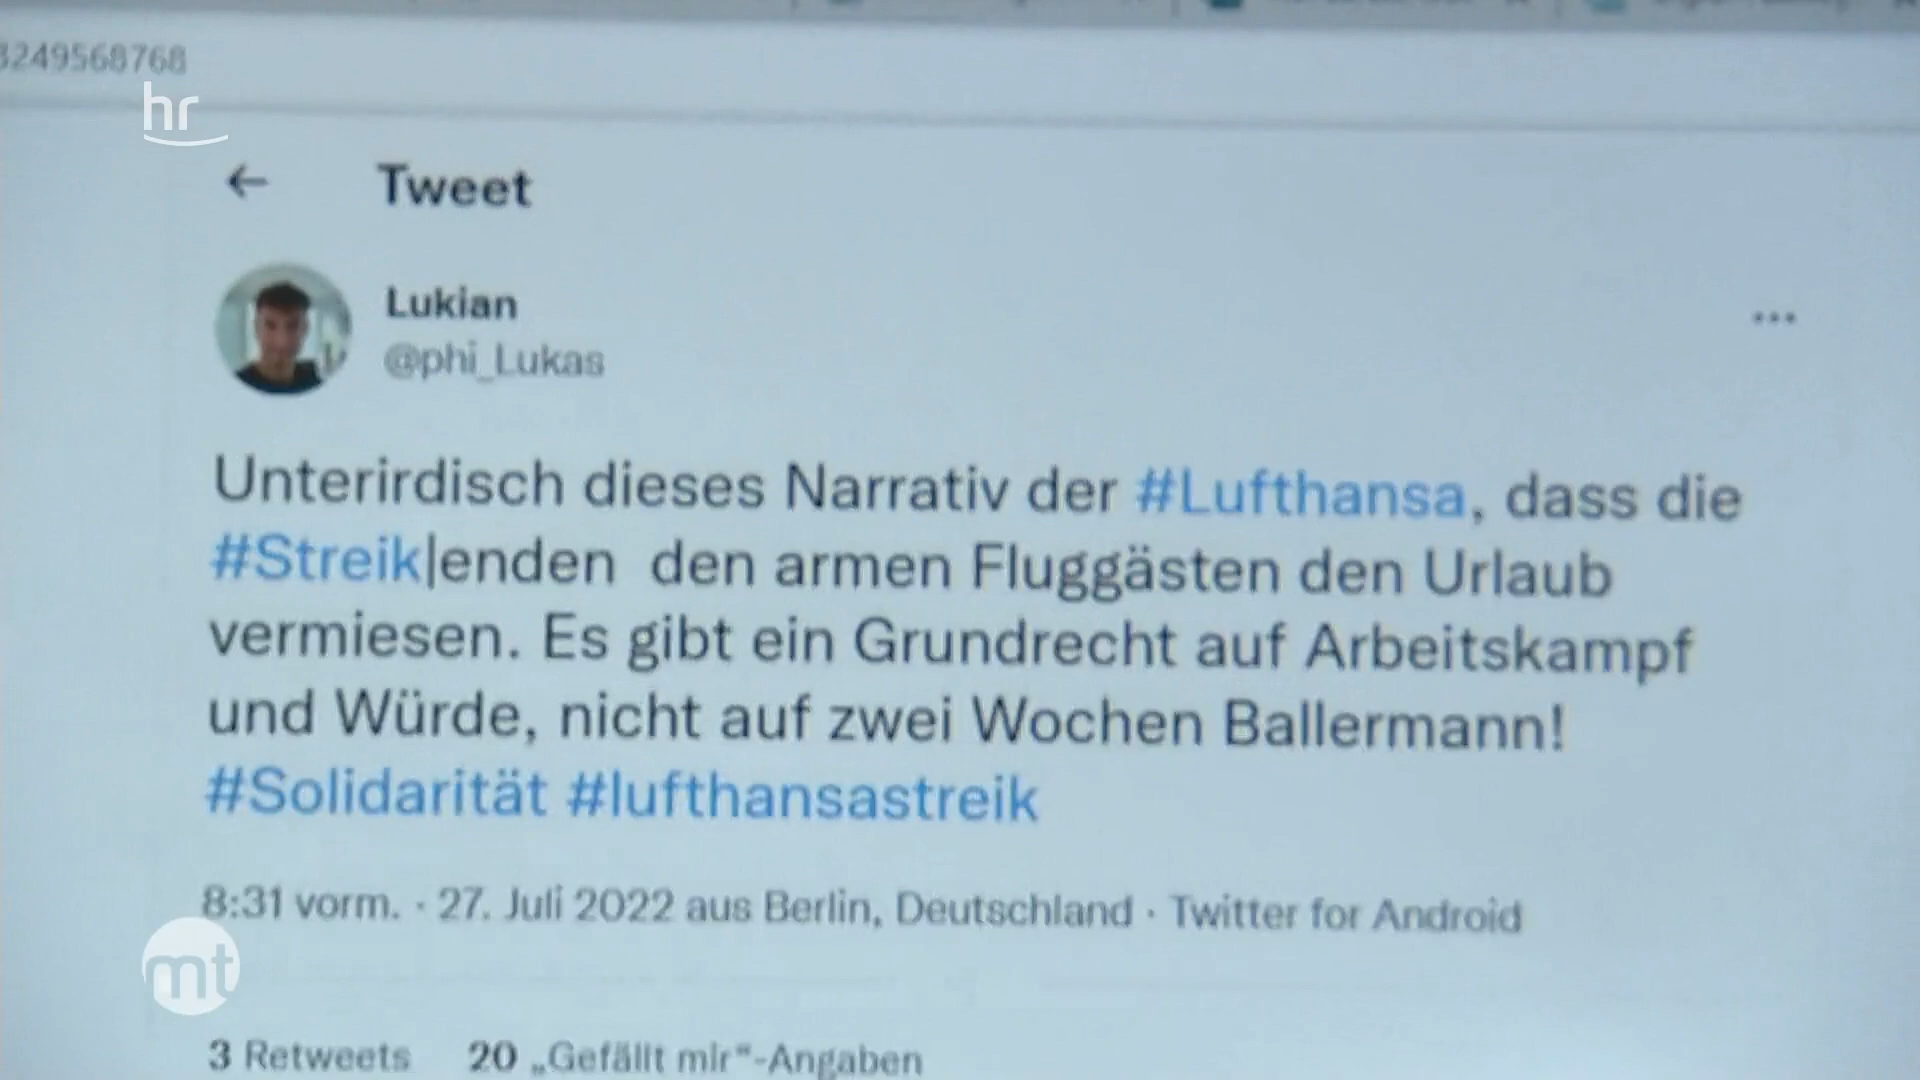 3249568768
hr
← Tweet
Lukian
@phi_Lukas
Unterirdisch dieses Narrativ der #Lufthansa, dass die
#Streik|enden den armen Fluggästen den Urlaub
vermiesen. Es gibt ein Grundrecht auf Arbeitskampf
und Würde, nicht auf zwei Wochen Ballermann!
#Solidarität #lufthansastreik
8:31 vorm. · 27. Juli 2022 aus Berlin, Deutschland · Twitter for Android
mt
3 Retweets 20 „Gefällt mir“-Angaben